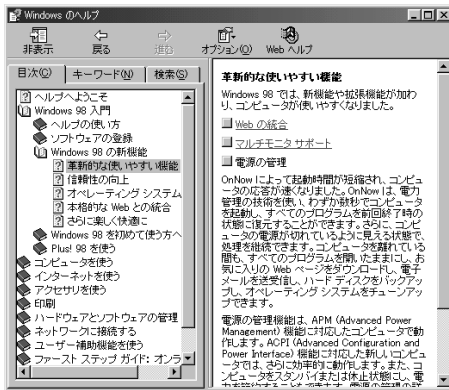 Windows のヘルプ
非表示 戻る 進む オプション(O) Web ヘルプ
目次(C) キーワード(N) 検索(S)
ヘルプへようこそ
Windows 98 入門
ヘルプの使い方
ソフトウェアの登録
Windows 98 の新機能
革新的な使いやすい機能
信頼性の向上
オペレーティング システム
本格的な Web との統合
さらに楽しく快適に
Windows 98 を初めて使う方へ
Plus! 98 を使う
コンピュータを使う
インターネットを使う
アクセサリを使う
印刷
ハードウェアとソフトウェアの管理
ネットワークに接続する
ユーザー補助機能を使う
ファースト ステップ ガイド: オンラ
革新的な使いやすい機能
Windows 98 では、新機能や拡張機能が加わ
り、コンピュータが使いやすくなりました。
Web の統合
マルチモニタ サポート
電源の管理
OnNow によって起動時間が短縮され、コンピュ
ータの応答が速くなりました。OnNow は、電力
管理の技術を使い、わずか数秒でコンピュータ
を起動し、すべてのプログラムを前回終了時の
状態に復元することができます。さらに、コンピ
ュータの電源が切れているように見える状態で、
処理を継続できます。コンピュータを離れている
間も、すべてのプログラムを開いたままにし、お
気に入りの Web ページをダウンロードし、電子
メールを送受信し、ハード ディスクをバックアッ
プし、オペレーティング システムをチューンアッ
プできます。
電源の管理機能は、APM (Advanced Power
Management) 機能に対応したコンピュータで動
作します。ACPI (Advanced Configuration and
Power Interface) 機能に対応した新しいコンピュ
ータでは、さらに効率的に動作します。また、コ
ンピュータをスタンバイまたは休止状態にし、電